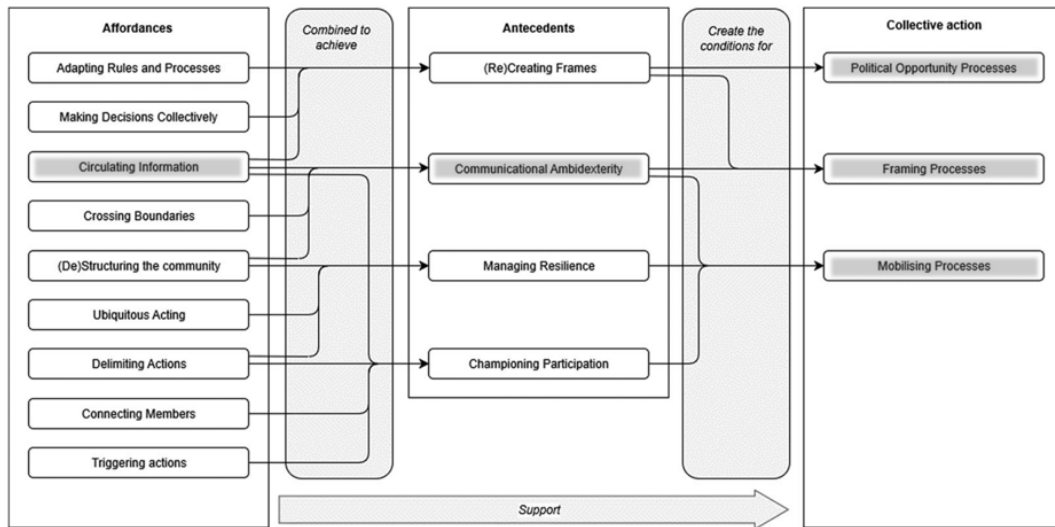 Affordances
Adapting Rules and Processes
Making Decisions Collectively
Circulating Information
Crossing Boundaries
(De)Structuring the community
Ubiquitous Acting
Delimiting Actions
Connecting Members
Triggering actions
Combined to
achieve
Antecedents
(Re)Creating Frames
Communicational Ambidexterity
Managing Resilience
Championing Participation
Create the
conditions for
Collective action
Political Opportunity Processes
Framing Processes
Mobilising Processes
Support